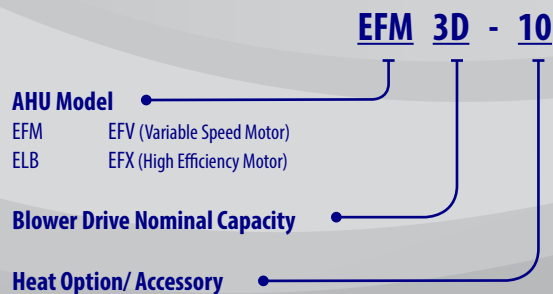 EFM 3D - 10
AHU Model
EFM EFV (Variable Speed Motor)
ELB EFX (High Efficiency Motor)
Blower Drive Nominal Capacity
Heat Option/ Accessory